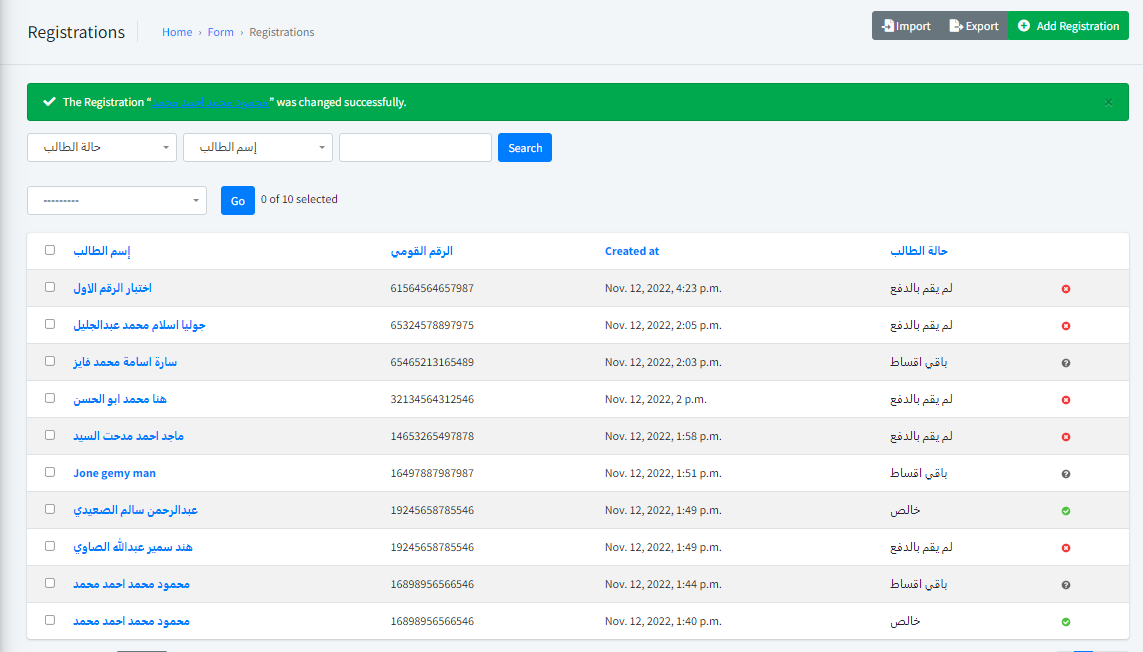 Registrations
Home › Form › Registrations
Import Export Add Registration
The Registration “ ” was changed successfully. ×
حالة الطالب إسم الطالب Search
--------- Go 0 of 10 selected
إسم الطالب الرقم القومي Created at حالة الطالب
اختبار الرقم الاول 61564564657987 Nov. 12, 2022, 4:23 p.m. لم يقم بالدفع
جوليا اسلام محمد عبدالجليل 65324578897975 Nov. 12, 2022, 2:05 p.m. لم يقم بالدفع
سارة اسامة محمد فايز 65465213165489 Nov. 12, 2022, 2:03 p.m. باقي اقساط
هنا محمد ابو الحسن 32134564312546 Nov. 12, 2022, 2 p.m. لم يقم بالدفع
ماجد احمد مدحت السيد 14653265497878 Nov. 12, 2022, 1:58 p.m. لم يقم بالدفع
Jone gemy man 16497887987987 Nov. 12, 2022, 1:51 p.m. باقي اقساط
عبدالرحمن سالم الصعيدي 19245658785546 Nov. 12, 2022, 1:49 p.m. خالص
هند سمير عبدالله الصاوي 19245658785546 Nov. 12, 2022, 1:49 p.m. لم يقم بالدفع
محمود محمد احمد محمد 16898956566546 Nov. 12, 2022, 1:44 p.m. باقي اقساط
محمود محمد احمد محمد 16898956566546 Nov. 12, 2022, 1:40 p.m. خالص